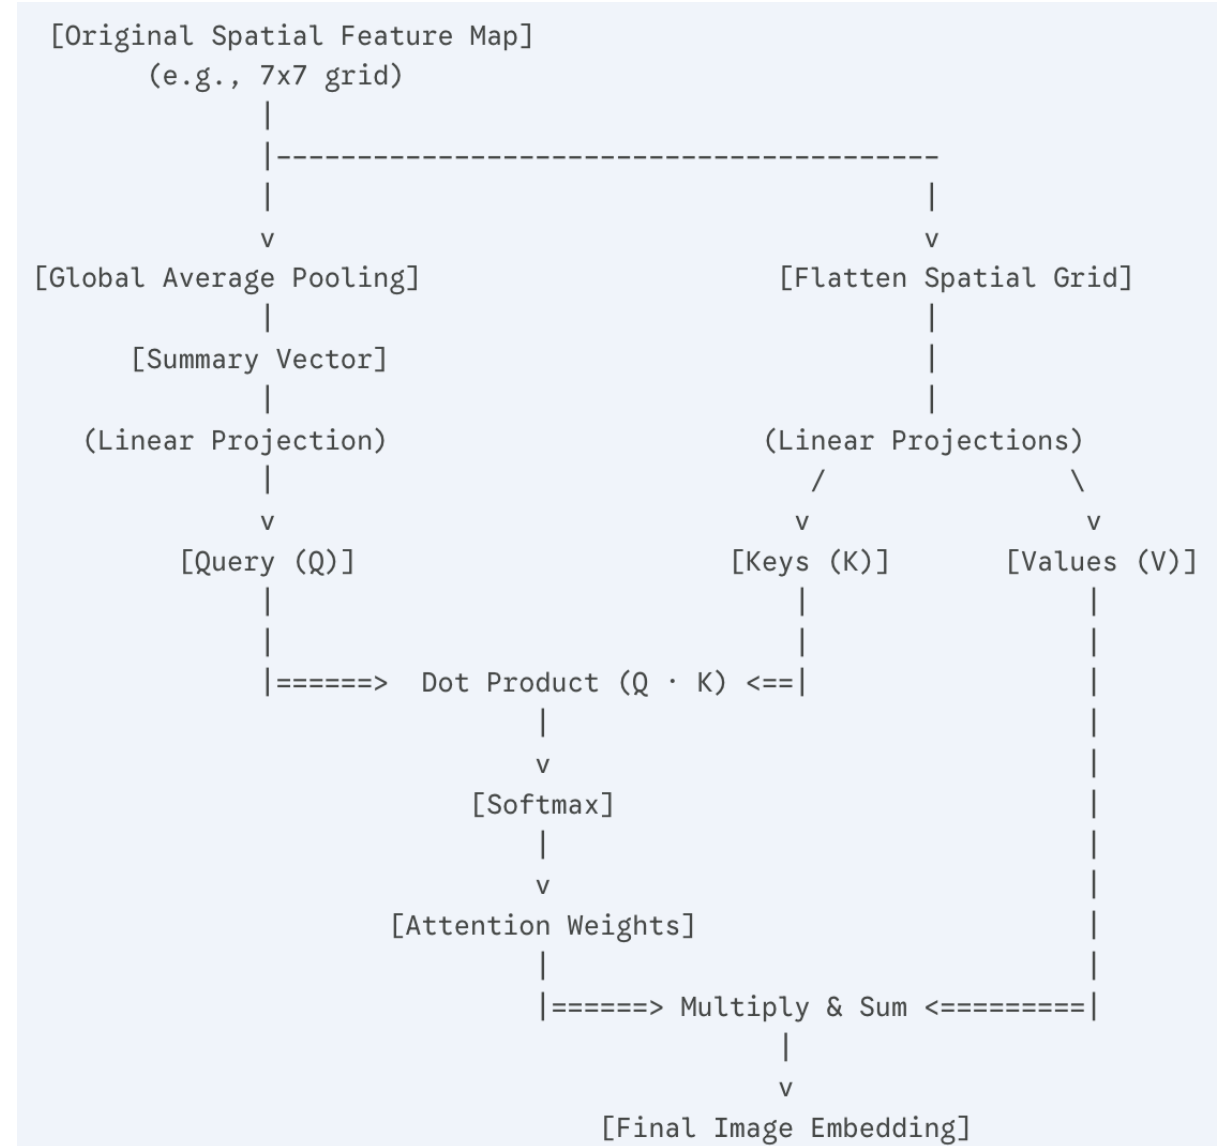 [Original Spatial Feature Map]
(e.g., 7x7 grid)
|
|-----------------------------------------
| |
v v
[Global Average Pooling] [Flatten Spatial Grid]
| |
[Summary Vector] |
| |
(Linear Projection) (Linear Projections)
| / \
v v v
[Query (Q)] [Keys (K)] [Values (V)]
| | |
| | |
|======> Dot Product (Q · K) <==| |
| |
v |
[Softmax] |
| |
v |
[Attention Weights] |
| |
|======> Multiply & Sum <=========|
|
v
[Final Image Embedding]